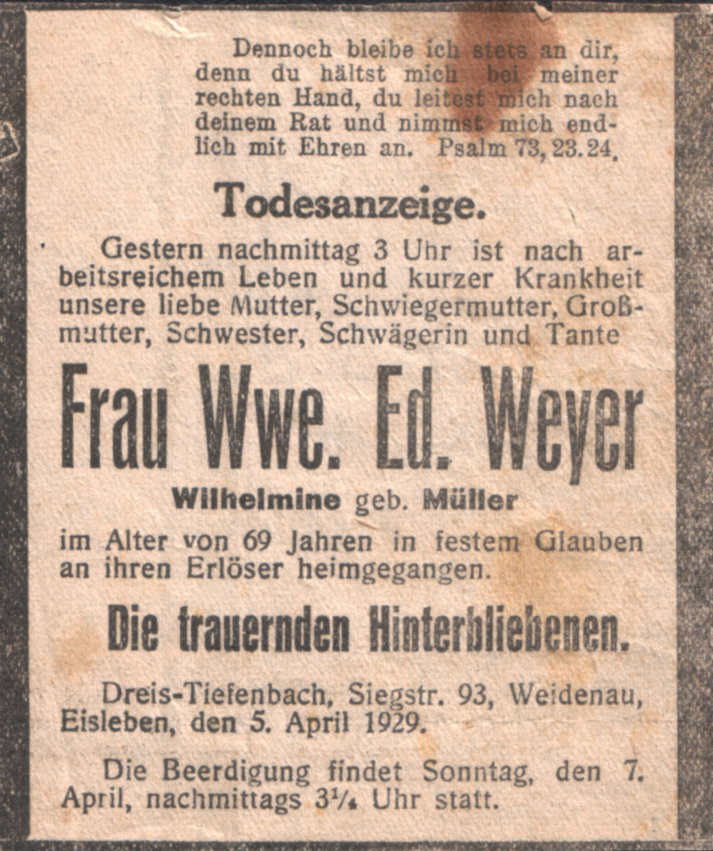 Dennoch bleibe ich stets an dir,
denn du hältst mich bei meiner
rechten Hand, du leitest mich nach
deinem Rat und nimmst mich end-
lich mit Ehren an. Psalm 73, 23.24.
Todesanzeige.
Gestern nachmittag 3 Uhr ist nach ar-
beitsreichem Leben und kurzer Krankheit
unsere liebe Mutter, Schwiegermutter, Groß-
mutter, Schwester, Schwägerin und Tante
Frau Wwe. Ed. Weyer
Wilhelmine geb. Müller
im Alter von 69 Jahren in festem Glauben
an ihren Erlöser heimgegangen.
Die trauernden Hinterbliebenen.
Dreis-Tiefenbach, Siegstr. 93, Weidenau,
Eisleben, den 5. April 1929.
Die Beerdigung findet Sonntag, den 7.
April, nachmittags 3¼ Uhr statt.